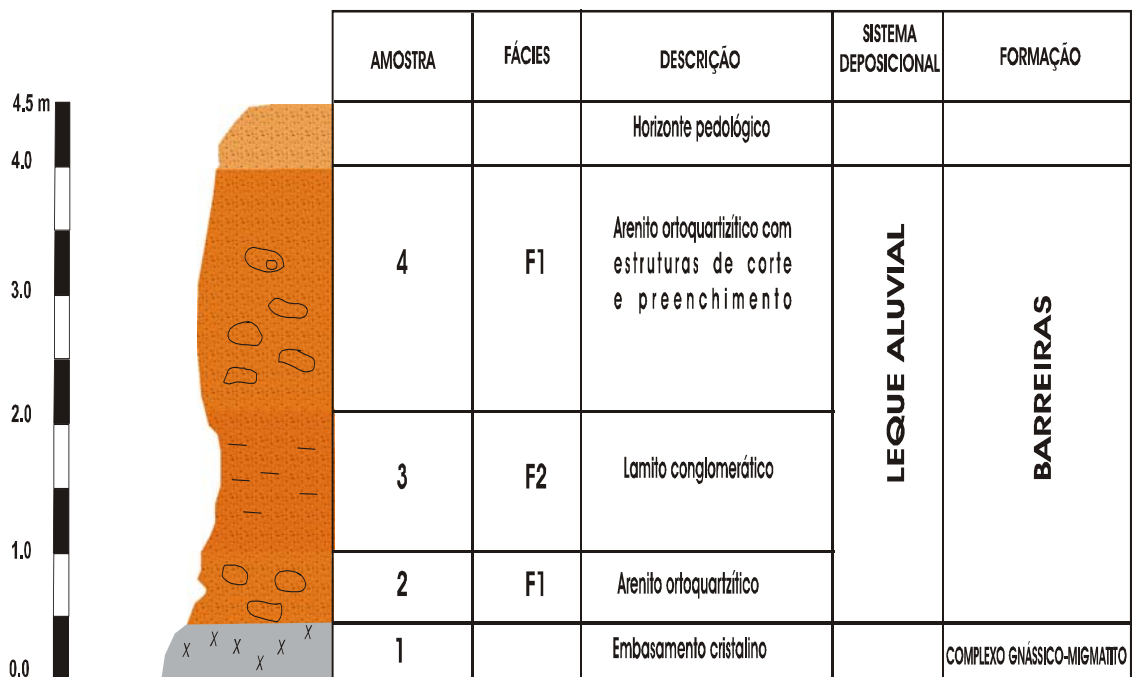 AMOSTRA
FÁCIES
DESCRIÇÃO
SISTEMA
DEPOSICIONAL
FORMAÇÃO
4.5 m
Horizonte pedológico
4.0
Arenito ortoquartizítico com
estruturas de corte
e preenchimento
4
F1
3.0
LEQUE ALUVIAL
BARREIRAS
2.0
3
F2
Lamito conglomerático
1.0
2
F1
Arenito ortoquartzítico
X X X X X X
1
Embasamento cristalino
COMPLEXO GNÁSSICO-MIGMATITO
0.0